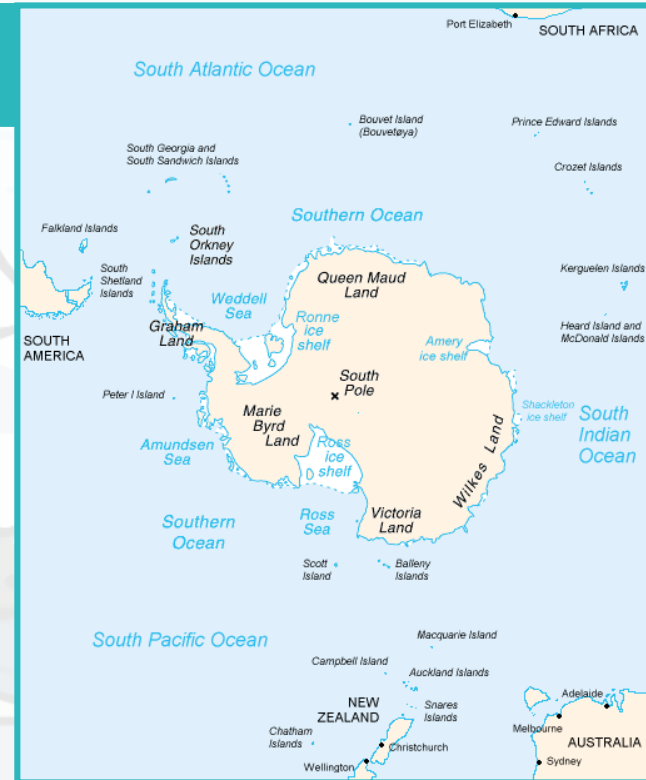 Port Elizabeth
SOUTH AFRICA
South Atlantic Ocean
Bouvet Island
(Bouvetøya)
Prince Edward Islands
South Georgia and
South Sandwich Islands
Crozet Islands
Falkland Islands
South
Orkney
Islands
Southern Ocean
South
Shetland
Islands
Queen Maud
Land
Kerguelen Islands
Weddell
Sea
Graham
Land
Ronne
ice
shelf
Heard Island and
McDonald Islands
SOUTH
AMERICA
Amery
ice shelf
South
Pole
Peter I Island
Marie
Byrd
Land
Shackleton
ice shelf
South
Indian
Ocean
Amundsen
Sea
Ross
ice
shelf
Wilkes Land
Southern
Ocean
Ross
Sea
Victoria
Land
Scott
Island
Balleny
Islands
South Pacific Ocean
Macquarie Island
Campbell Island
Auckland Islands
NEW
ZEALAND
Snares
Islands
Adelaide
Chatham
Islands
Christchurch
Melbourne
AUSTRALIA
Wellington
Sydney